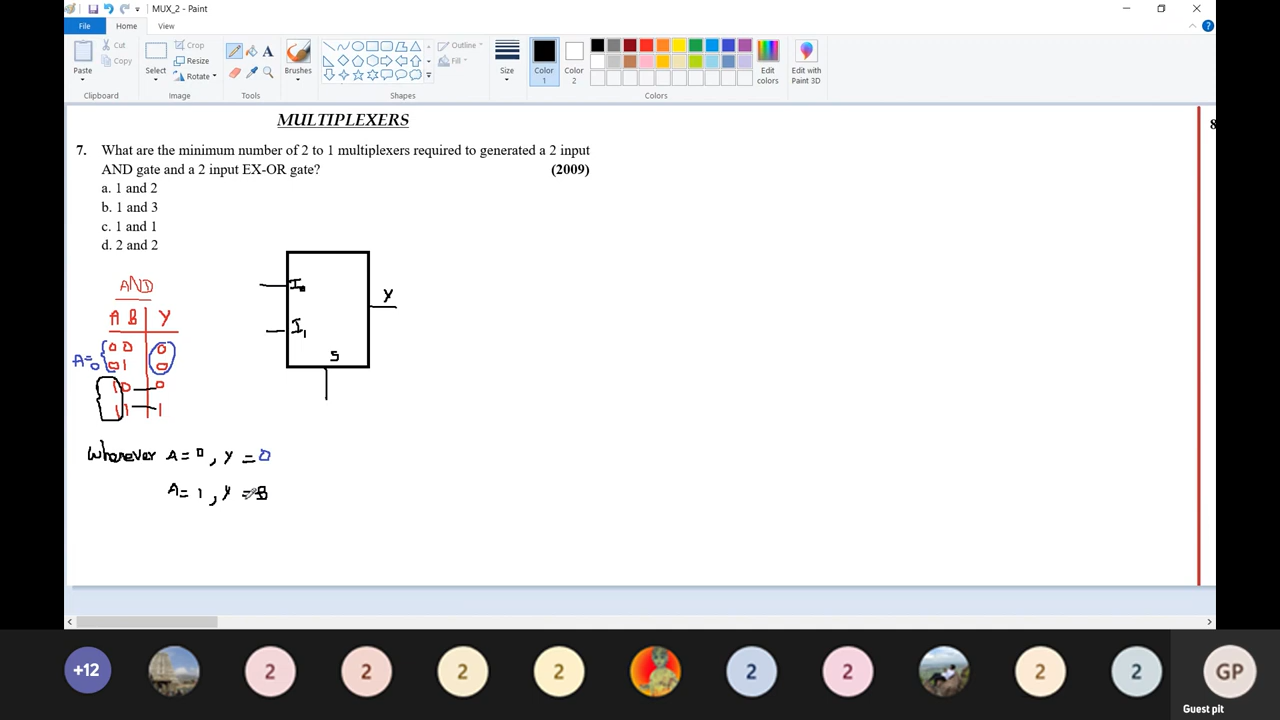 MUX_2 - Paint
File Home View
Paste
Cut
Copy
Clipboard
Select
Crop
Resize
Rotate
Image
A
Tools
Brushes
Shapes
Outline
Fill
Size
Color 1
Color 2
Edit colors
Colors
Edit with Paint 3D
MULTIPLEXERS
8
7. What are the minimum number of 2 to 1 multiplexers required to generated a 2 input
AND gate and a 2 input EX-OR gate? (2009)
a. 1 and 2
b. 1 and 3
c. 1 and 1
d. 2 and 2
AND
A B Y
0 0 0
A=0
0 1 0
1 0 0
1 1 1
I0
I1
Y
S
Wherever A = 0, Y = 0
A = 1, Y = B
+12 2 2 2 2 2 2 2 2 GP
Guest pit